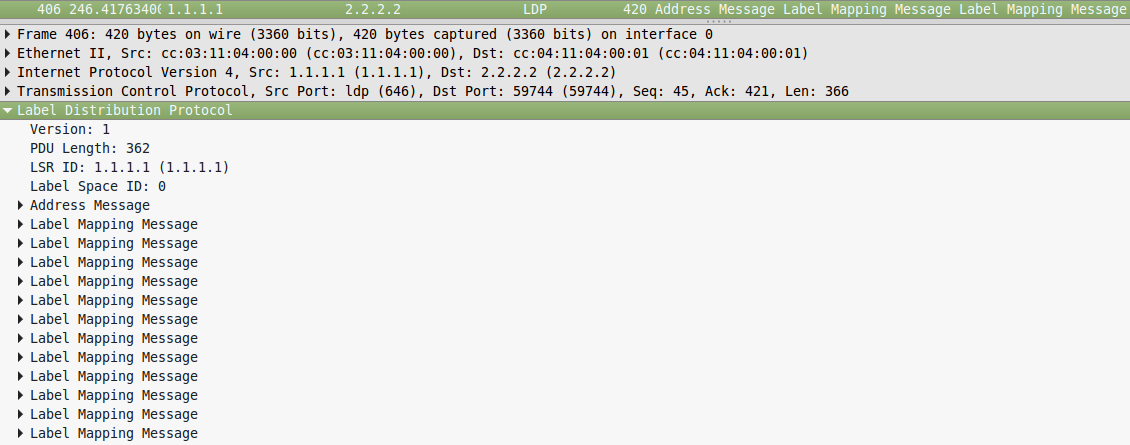 406 246.41763400 1.1.1.1 2.2.2.2 LDP 420 Address Message Label Mapping Message Label Mapping Message
Frame 406: 420 bytes on wire (3360 bits), 420 bytes captured (3360 bits) on interface 0
Ethernet II, Src: cc:03:11:04:00:00 (cc:03:11:04:00:00), Dst: cc:04:11:04:00:01 (cc:04:11:04:00:01)
Internet Protocol Version 4, Src: 1.1.1.1 (1.1.1.1), Dst: 2.2.2.2 (2.2.2.2)
Transmission Control Protocol, Src Port: ldp (646), Dst Port: 59744 (59744), Seq: 45, Ack: 421, Len: 366
Label Distribution Protocol
Version: 1
PDU Length: 362
LSR ID: 1.1.1.1 (1.1.1.1)
Label Space ID: 0
Address Message
Label Mapping Message
Label Mapping Message
Label Mapping Message
Label Mapping Message
Label Mapping Message
Label Mapping Message
Label Mapping Message
Label Mapping Message
Label Mapping Message
Label Mapping Message
Label Mapping Message
Label Mapping Message